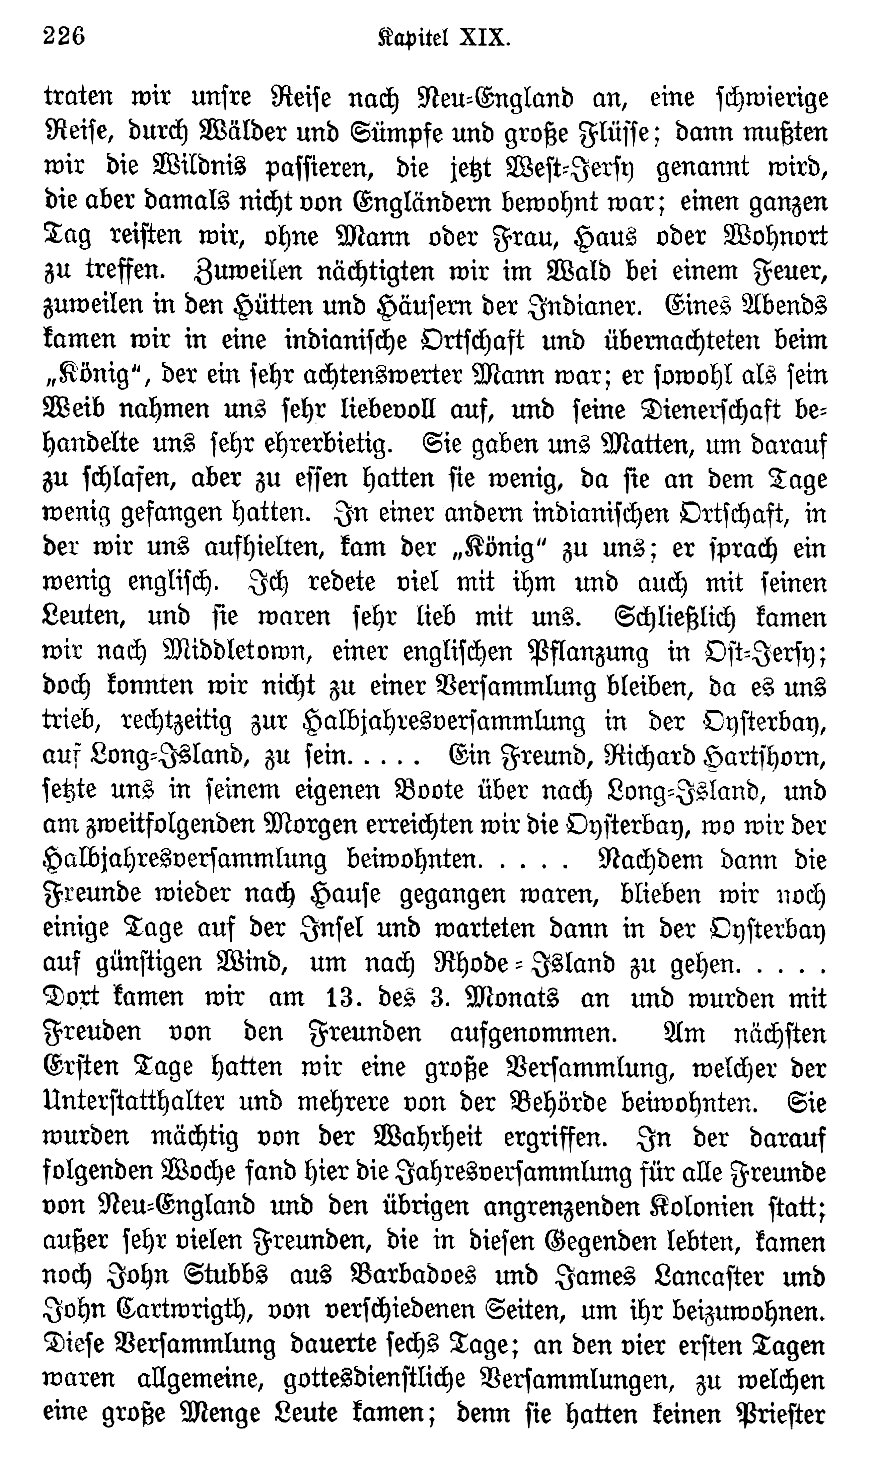 226 Kapitel XIX.
traten wir unsre Reise nach Neu-England an, eine schwierige
Reise, durch Wälder und Sümpfe und große Flüsse; dann mußten
wir die Wildnis passieren, die jetzt West-Jersy genannt wird,
die aber damals nicht von Engländern bewohnt war; einen ganzen
Tag reisten wir, ohne Mann oder Frau, Haus oder Wohnort
zu treffen. Zuweilen nächtigten wir im Wald bei einem Feuer,
zuweilen in den Hütten und Häusern der Indianer. Eines Abends
kamen wir in eine indianische Ortschaft und übernachteten beim
„König“, der ein sehr achtenswerter Mann war; er sowohl als sein
Weib nahmen uns sehr liebevoll auf, und seine Dienerschaft be-
handelte uns sehr ehrerbietig. Sie gaben uns Matten, um darauf
zu schlafen, aber zu essen hatten sie wenig, da sie an dem Tage
wenig gefangen hatten. In einer andern indianischen Ortschaft, in
der wir uns aufhielten, kam der „König“ zu uns; er sprach ein
wenig englisch. Ich redete viel mit ihm und auch mit seinen
Leuten, und sie waren sehr lieb mit uns. Schließlich kamen
wir nach Middletown, einer englischen Pflanzung in Ost-Jersy;
doch konnten wir nicht zu einer Versammlung bleiben, da es uns
trieb, rechtzeitig zur Halbjahresversammlung in der Oysterbay,
auf Long-Island, zu sein. . . . . Ein Freund, Richard Hartshorn,
setzte uns in seinem eigenen Boote über nach Long-Island, und
am zweitfolgenden Morgen erreichten wir die Oysterbay, wo wir der
Halbjahresversammlung beiwohnten. . . . . Nachdem dann die
Freunde wieder nach Hause gegangen waren, blieben wir noch
einige Tage auf der Insel und warteten dann in der Oysterbay
auf günstigen Wind, um nach Rhode-Island zu gehen. . . . .
Dort kamen wir am 13. des 3. Monats an und wurden mit
Freuden von den Freunden aufgenommen. Am nächsten
Ersten Tage hatten wir eine große Versammlung, welcher der
Unterstatthalter und mehrere von der Behörde beiwohnten. Sie
wurden mächtig von der Wahrheit ergriffen. In der darauf
folgenden Woche fand hier die Jahresversammlung für alle Freunde
von Neu-England und den übrigen angrenzenden Kolonien statt;
außer sehr vielen Freunden, die in diesen Gegenden lebten, kamen
noch John Stubbs aus Barbadoes und James Lancaster und
John Cartwrigth, von verschiedenen Seiten, um ihr beizuwohnen.
Diese Versammlung dauerte sechs Tage; an den vier ersten Tagen
waren allgemeine, gottesdienstliche Versammlungen, zu welchen
eine große Menge Leute kamen; denn sie hatten keinen Priester